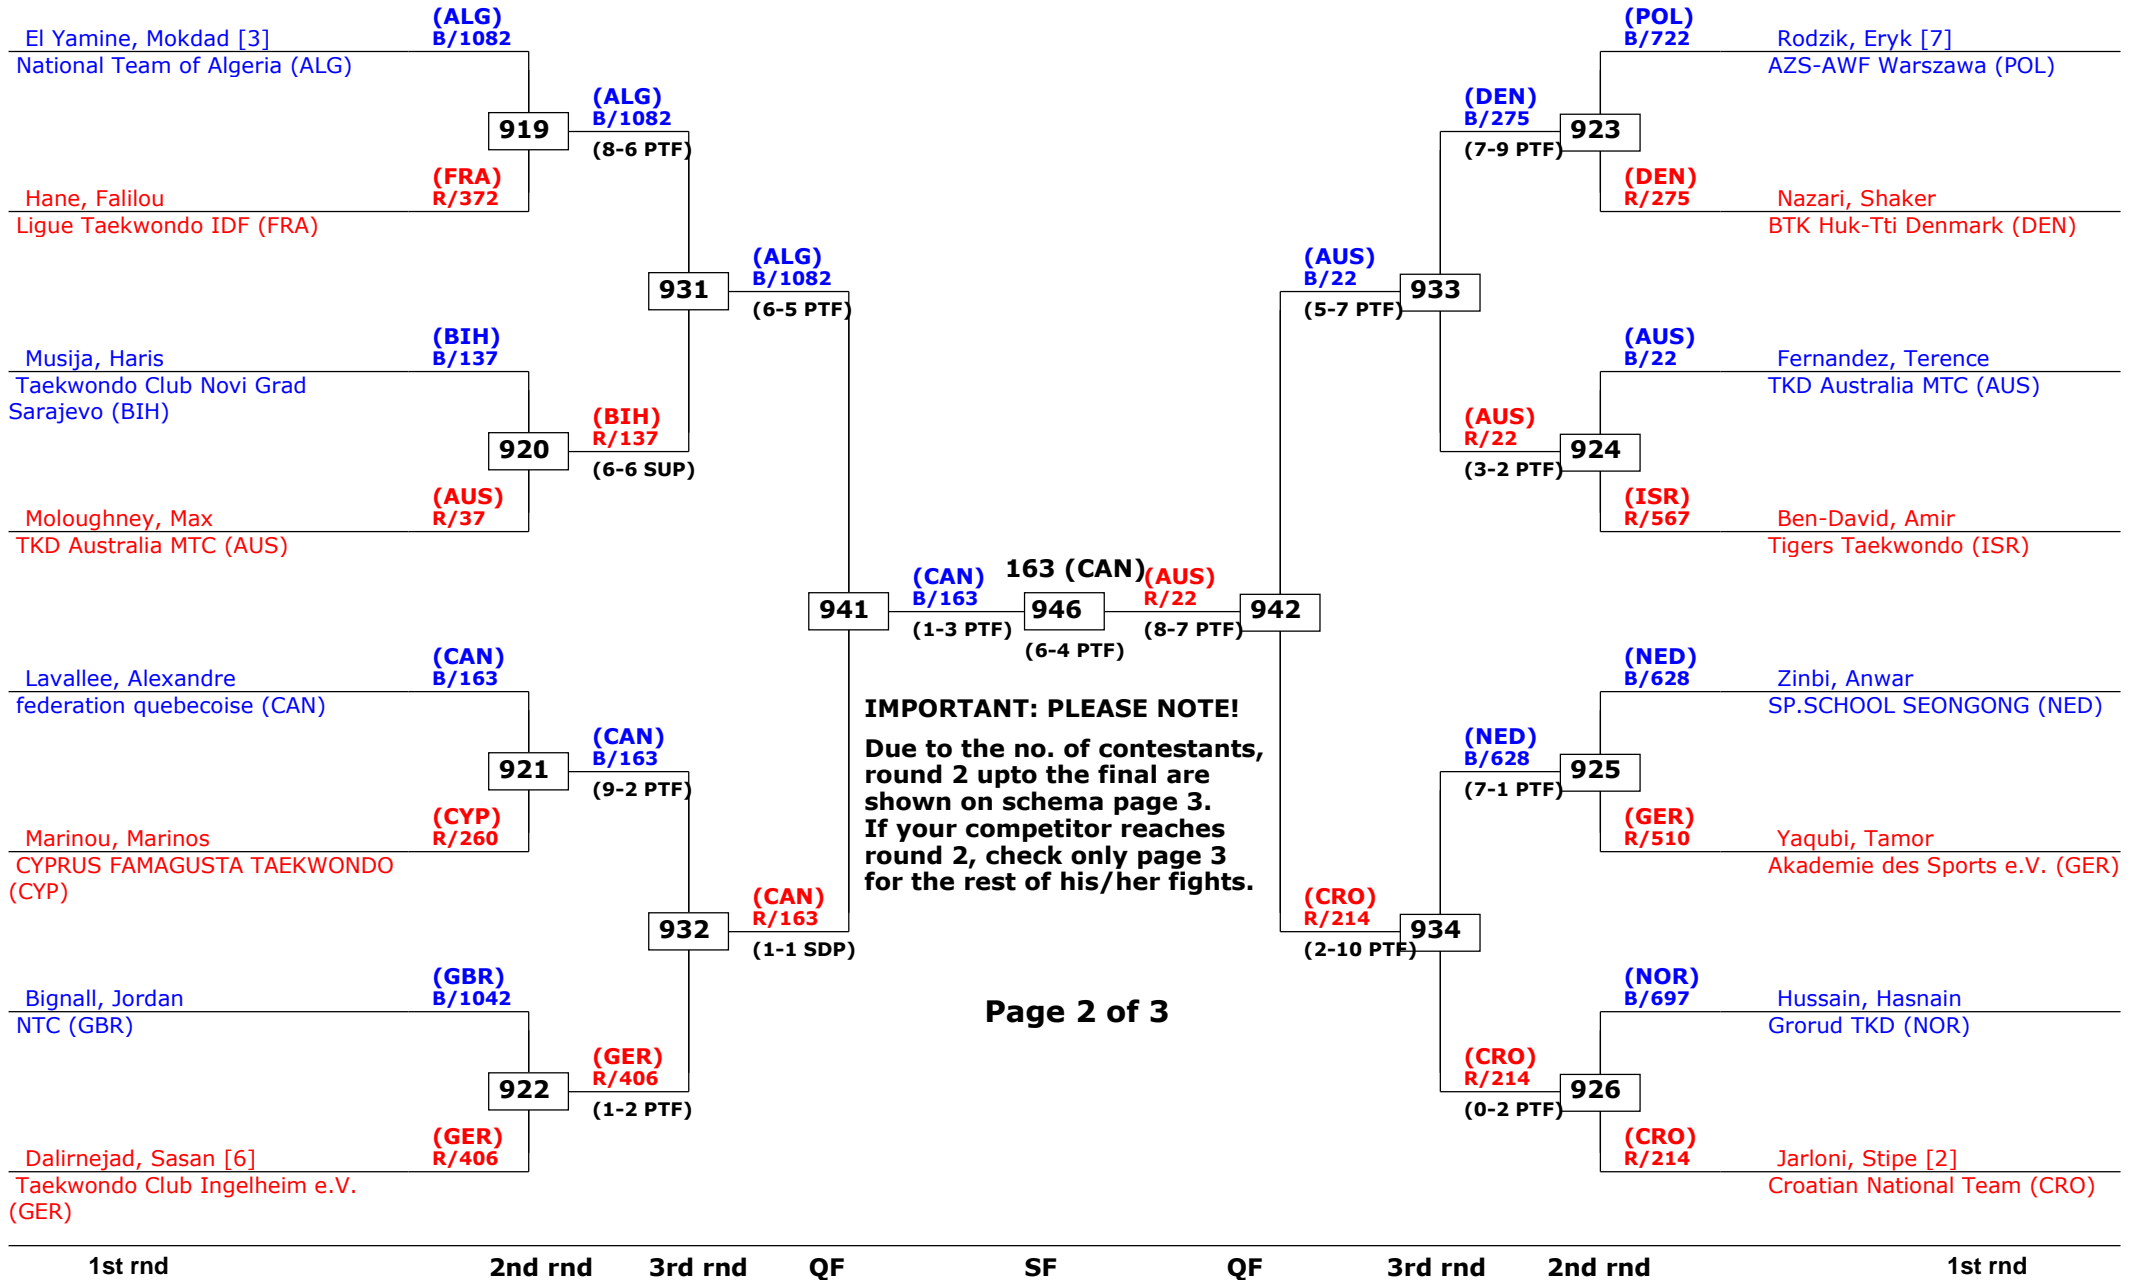 (ALG)
El Yamine, Mokdad [3]
B/1082
National Team of Algeria (ALG)
(ALG)
B/1082
919
(8-6 PTF)
(FRA)
Hane, Falilou
R/372
Ligue Taekwondo IDF (FRA)
(ALG)
B/1082
931
(6-5 PTF)
(BIH)
Musija, Haris
B/137
Taekwondo Club Novi Grad
Sarajevo (BIH)
(BIH)
R/137
920
(6-6 SUP)
(AUS)
Moloughney, Max
R/37
TKD Australia MTC (AUS)
941
(CAN)
B/163
(1-3 PTF)
163 (CAN)
946
(6-4 PTF)
(AUS)
R/22
(8-7 PTF)
942
(CAN)
Lavallee, Alexandre
B/163
federation quebecoise (CAN)
(CAN)
B/163
921
(9-2 PTF)
(CYP)
Marinou, Marinos
R/260
CYPRUS FAMAGUSTA TAEKWONDO
(CYP)
(CAN)
R/163
932
(1-1 SDP)
(GBR)
Bignall, Jordan
B/1042
NTC (GBR)
(GER)
R/406
922
(1-2 PTF)
(GER)
Dalirnejad, Sasan [6]
R/406
Taekwondo Club Ingelheim e.V.
(GER)
IMPORTANT: PLEASE NOTE!
Due to the no. of contestants,
round 2 upto the final are
shown on schema page 3.
If your competitor reaches
round 2, check only page 3
for the rest of his/her fights.
Page 2 of 3
(POL)
B/722
Rodzik, Eryk [7]
AZS-AWF Warszawa (POL)
(DEN)
B/275
923
(7-9 PTF)
(DEN)
R/275
Nazari, Shaker
BTK Huk-Tti Denmark (DEN)
(AUS)
B/22
933
(5-7 PTF)
(AUS)
B/22
Fernandez, Terence
TKD Australia MTC (AUS)
(AUS)
R/22
924
(3-2 PTF)
(ISR)
R/567
Ben-David, Amir
Tigers Taekwondo (ISR)
(NED)
B/628
Zinbi, Anwar
SP.SCHOOL SEONGONG (NED)
(NED)
B/628
925
(7-1 PTF)
(GER)
R/510
Yaqubi, Tamor
Akademie des Sports e.V. (GER)
(CRO)
R/214
934
(2-10 PTF)
(NOR)
B/697
Hussain, Hasnain
Grorud TKD (NOR)
(CRO)
R/214
926
(0-2 PTF)
(CRO)
R/214
Jarloni, Stipe [2]
Croatian National Team (CRO)
1st rnd 2nd rnd 3rd rnd QF SF QF 3rd rnd 2nd rnd 1st rnd